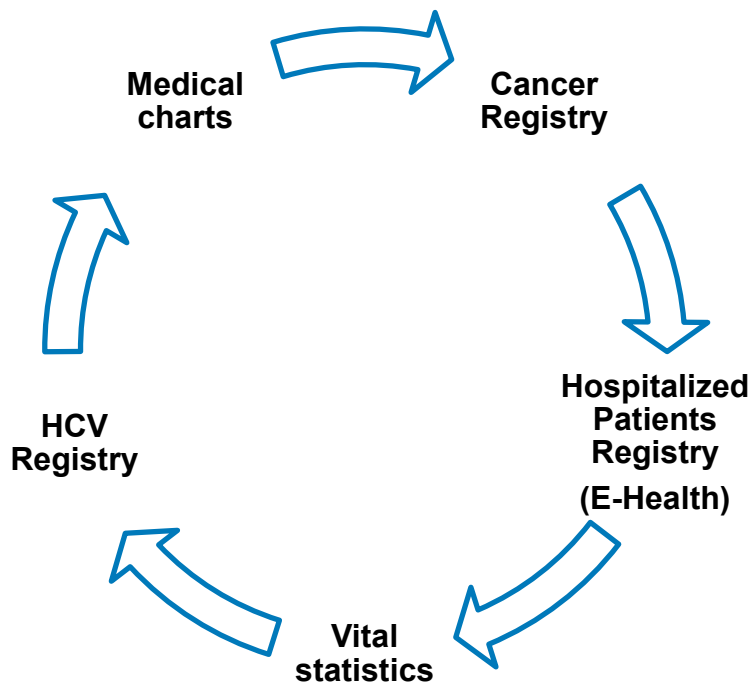 Medical
charts
Cancer
Registry
Hospitalized
Patients
Registry
(E-Health)
Vital
statistics
HCV
Registry